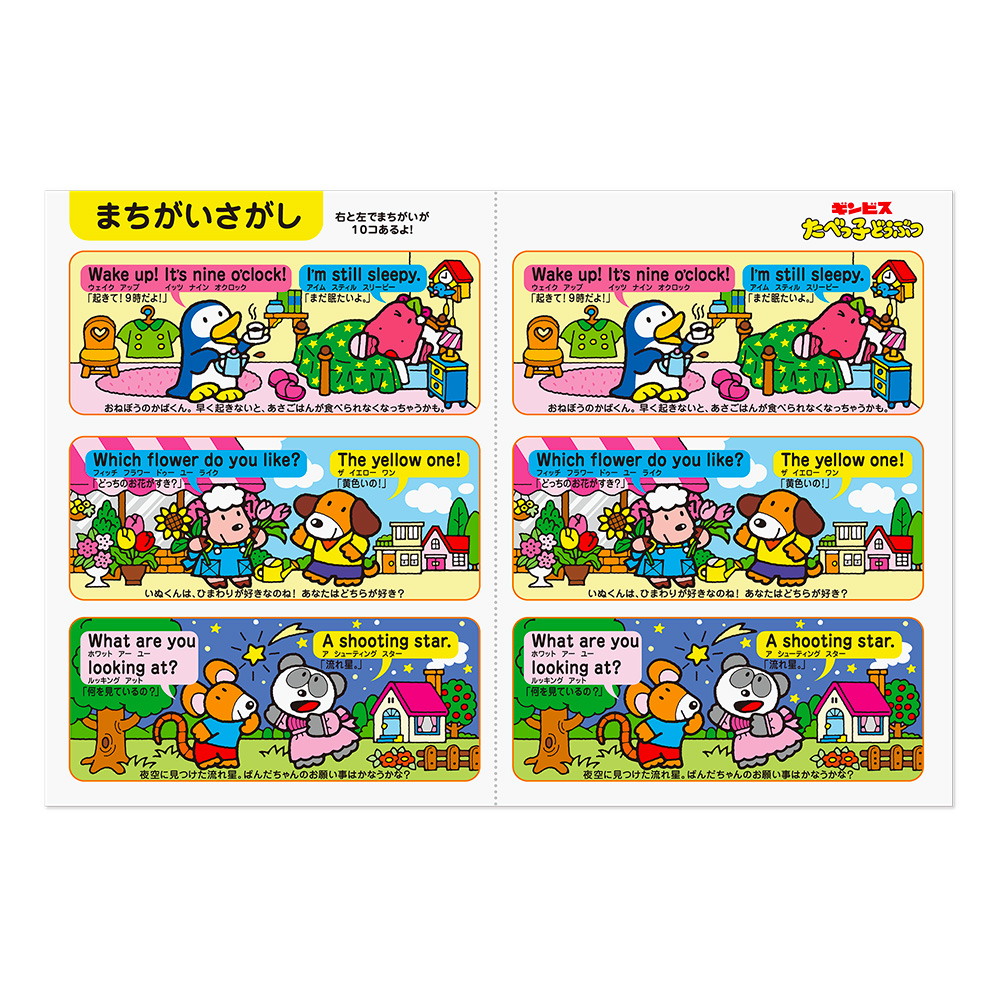 まちがいさがし
右と左でまちがいが
10コあるよ!
ギンビス
たべっ子どうぶつ
Wake up! It's nine o'clock!
ウェイク アップ イッツ ナイン オクロック
「起きて!9時だよ!」
I'm still sleepy.
アイム スティル スリーピー
「まだ眠たいよ。」
おねぼうのかばくん。早く起きないと、あさごはんが食べられなくなっちゃうかも。
Which flower do you like?
フィッチ フラワー ドゥー ユー ライク
「どっちのお花がすき?」
The yellow one!
ザ イエロー ワン
「黄色いの!」
いぬくんは、ひまわりが好きなのね! あなたはどちらが好き?
What are you
ホワット アー ユー
looking at?
ルッキング アット
「何を見ているの?」
A shooting star.
ア シューティング スター
「流れ星。」
夜空に見つけた流れ星。ぱんだちゃんのお願い事はかなうかな?
Wake up! It's nine o'clock!
ウェイク アップ イッツ ナイン オクロック
「起きて!9時だよ!」
I'm still sleepy.
アイム スティル スリーピー
「まだ眠たいよ。」
おねぼうのかばくん。早く起きないと、あさごはんが食べられなくなっちゃうかも。
Which flower do you like?
フィッチ フラワー ドゥー ユー ライク
「どっちのお花がすき?」
The yellow one!
ザ イエロー ワン
「黄色いの!」
いぬくんは、ひまわりが好きなのね! あなたはどちらが好き?
What are you
ホワット アー ユー
looking at?
ルッキング アット
「何を見ているの?」
A shooting star.
ア シューティング スター
「流れ星。」
夜空に見つけた流れ星。ぱんだちゃんのお願い事はかなうかな?